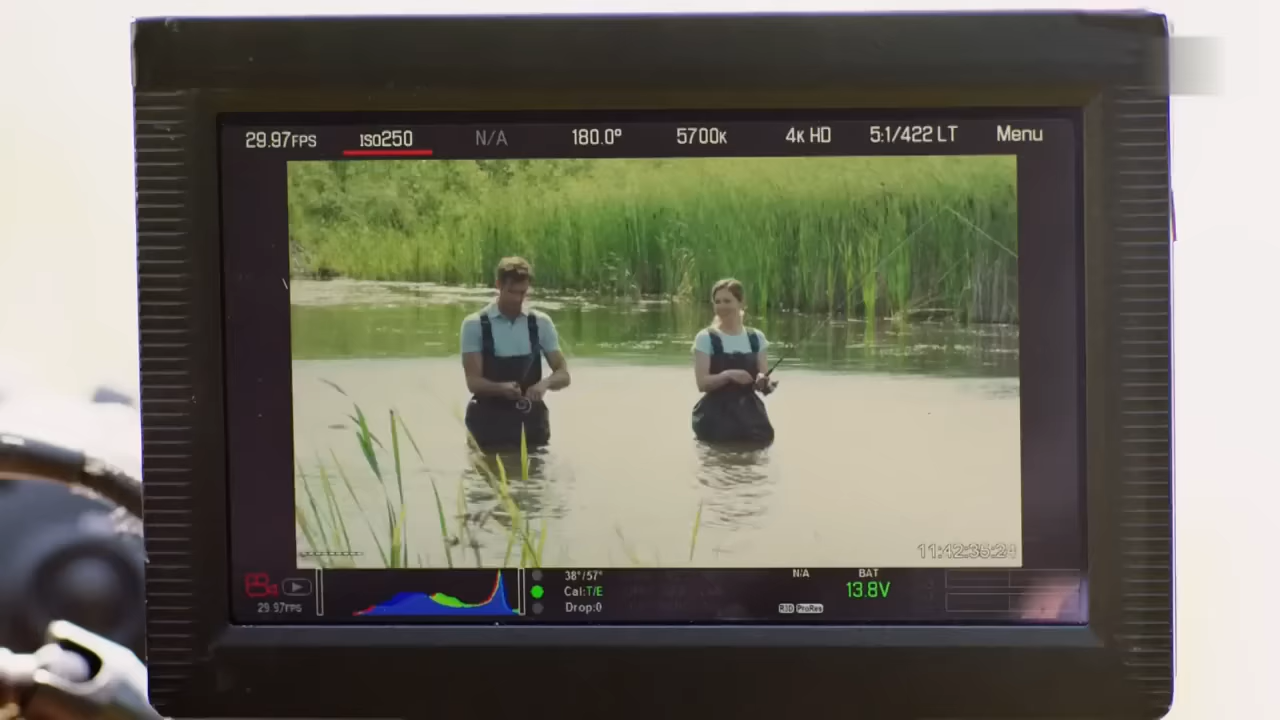 29.97FPS ISO250 N/A 180.0° 5700K 4K HD 5:1/422 LT Menu
11:42:35:24
38°/57° N/A BAT
Cal:T/E 13.8V
29.97FPS Drop:0 R3D ProRes